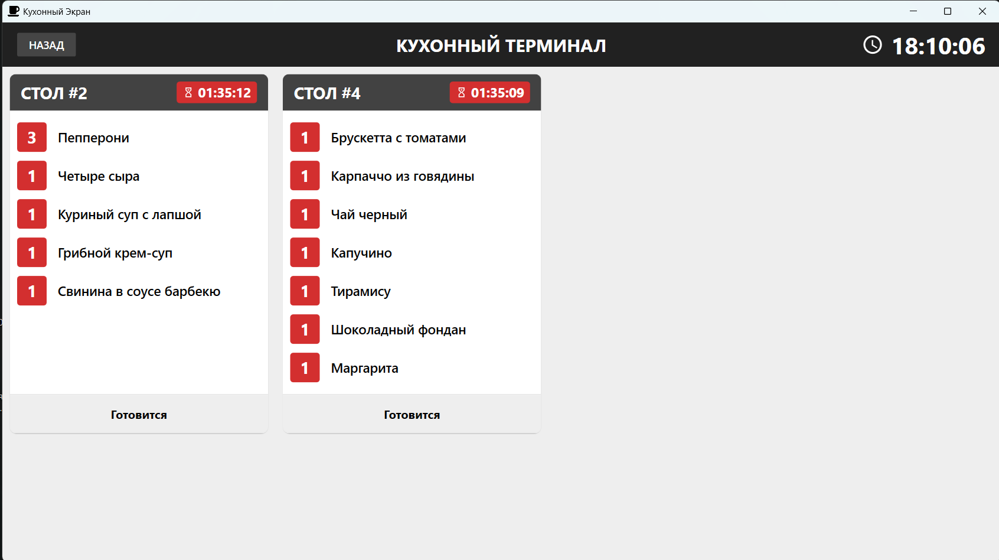 Кухонный Экран
НАЗАД
КУХОННЫЙ ТЕРМИНАЛ
18:10:06
СТОЛ #2
01:35:12
3 Пепперони
1 Четыре сыра
1 Куриный суп с лапшой
1 Грибной крем-суп
1 Свинина в соусе барбекю
Готовится
СТОЛ #4
01:35:09
1 Брускетта с томатами
1 Карпаччо из говядины
1 Чай черный
1 Капучино
1 Тирамису
1 Шоколадный фондан
1 Маргарита
Готовится